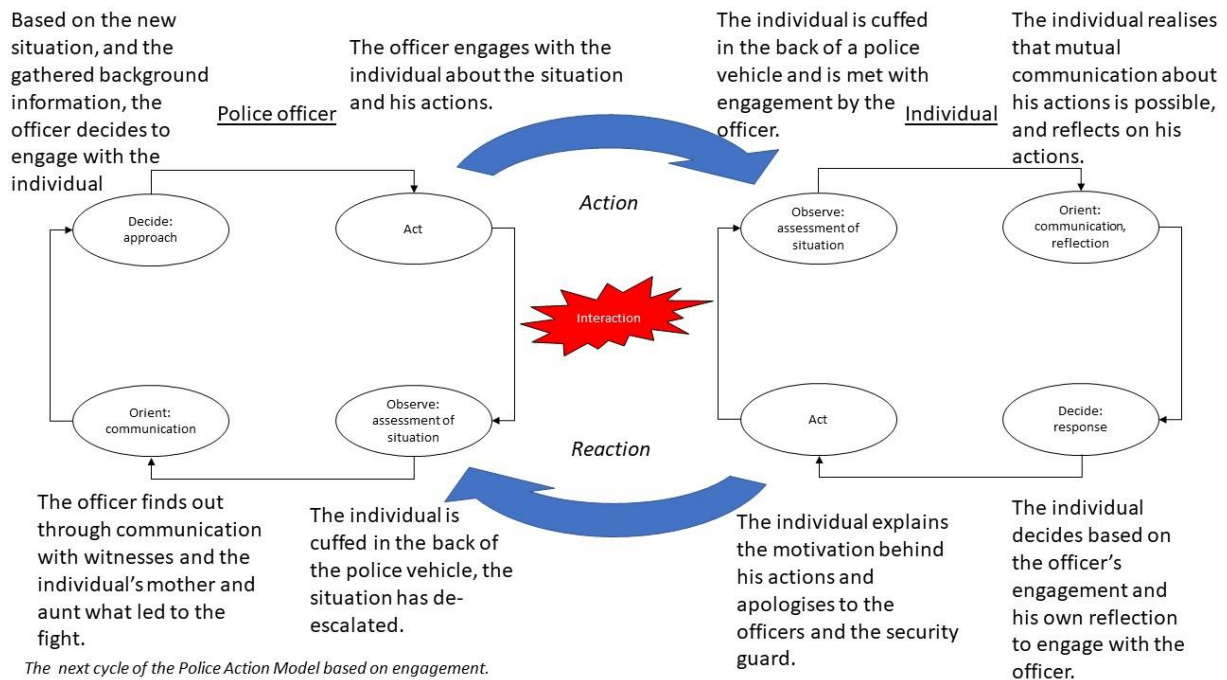 Based on the new
situation, and the
gathered background
information, the
officer decides to
engage with the
individual
Police officer
The officer engages with the
individual about the situation
and his actions.
The individual is cuffed
in the back of a police
vehicle and is met with
engagement by the
officer.
Individual
The individual realises
that mutual
communication about
his actions is possible,
and reflects on his
actions.
Decide:
approach
Act
Action
Observe:
assessment of
situation
Orient:
communication,
reflection
Interaction
Orient:
communication
Observe:
assessment of
situation
Reaction
Act
Decide:
response
The officer finds out
through communication
with witnesses and the
individual’s mother and
aunt what led to the
fight.
The individual is
cuffed in the back of
the police vehicle, the
situation has de-
escalated.
The individual explains
the motivation behind
his actions and
apologises to the
officers and the security
guard.
The individual
decides based on
the officer’s
engagement and
his own reflection
to engage with the
officer.
The next cycle of the Police Action Model based on engagement.